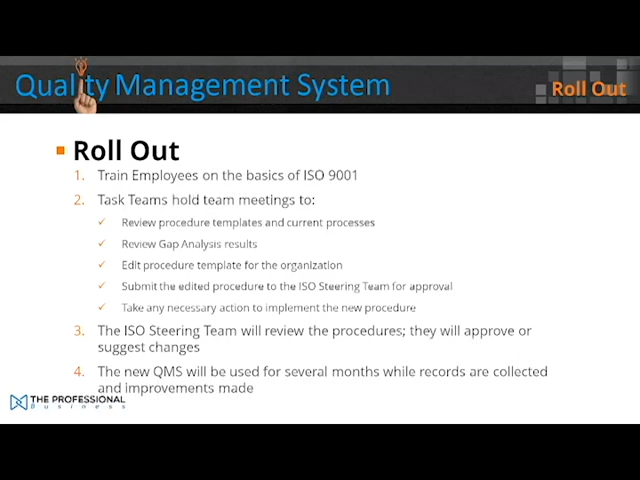 Quality Management System
Roll Out
Roll Out
1. Train Employees on the basics of ISO 9001
2. Task Teams hold team meetings to:
✓ Review procedure templates and current processes
✓ Review Gap Analysis results
✓ Edit procedure template for the organization
✓ Submit the edited procedure to the ISO Steering Team for approval
✓ Take any necessary action to implement the new procedure
3. The ISO Steering Team will review the procedures; they will approve or
suggest changes
4. The new QMS will be used for several months while records are collected
and improvements made
THE PROFESSIONAL
Business